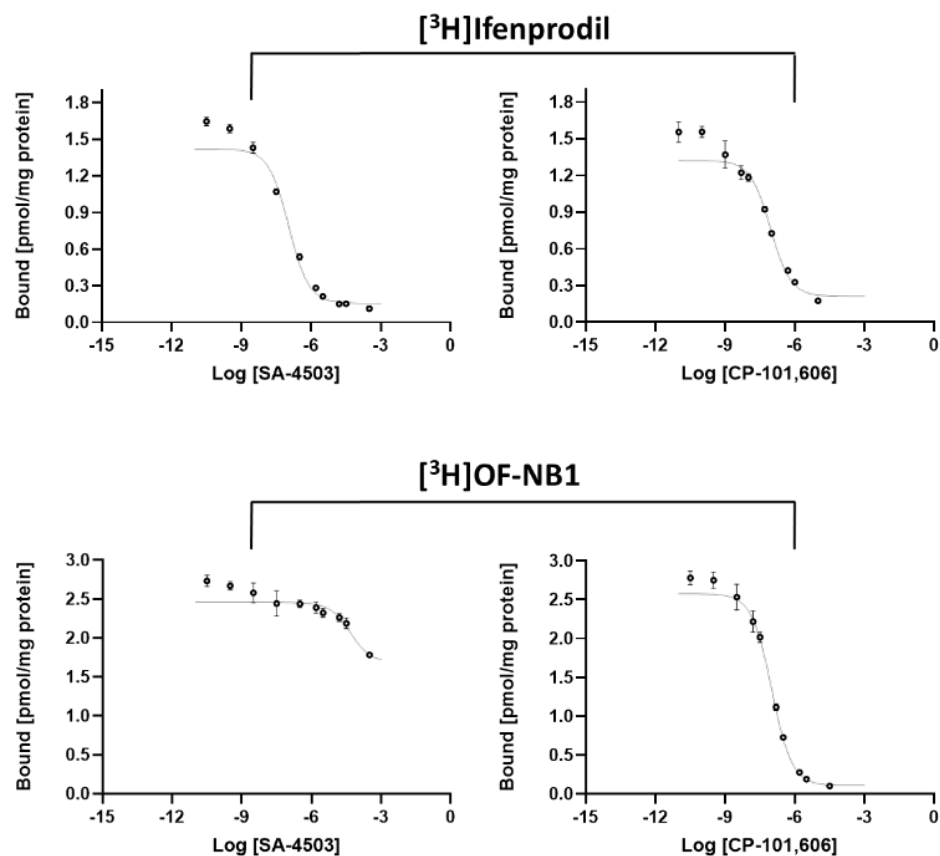 [³H]Ifenprodil
Bound [pmol/mg protein]
1.8
1.5
1.2
0.9
0.6
0.3
0.0
-15 -12 -9 -6 -3 0
Log [SA-4503]
Bound [pmol/mg protein]
1.8
1.5
1.2
0.9
0.6
0.3
0.0
-15 -12 -9 -6 -3 0
Log [CP-101,606]
[³H]OF-NB1
Bound [pmol/mg protein]
3.0
2.5
2.0
1.5
1.0
0.5
0.0
-15 -12 -9 -6 -3 0
Log [SA-4503]
Bound [pmol/mg protein]
3.0
2.5
2.0
1.5
1.0
0.5
0.0
-15 -12 -9 -6 -3 0
Log [CP-101,606]